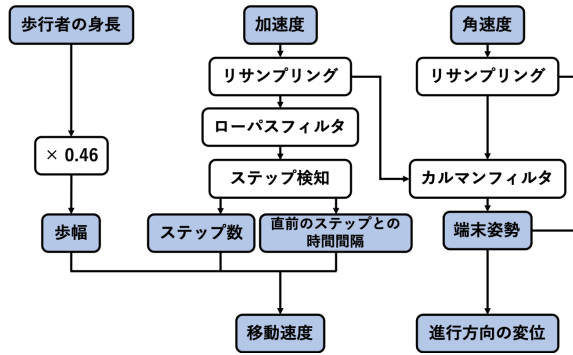 歩行者の身長
加速度
角速度
リサンプリング
リサンプリング
ローパスフィルタ
× 0.46
ステップ検知
カルマンフィルタ
歩幅
ステップ数
直前のステップとの
時間間隔
端末姿勢
移動速度
進行方向の変位